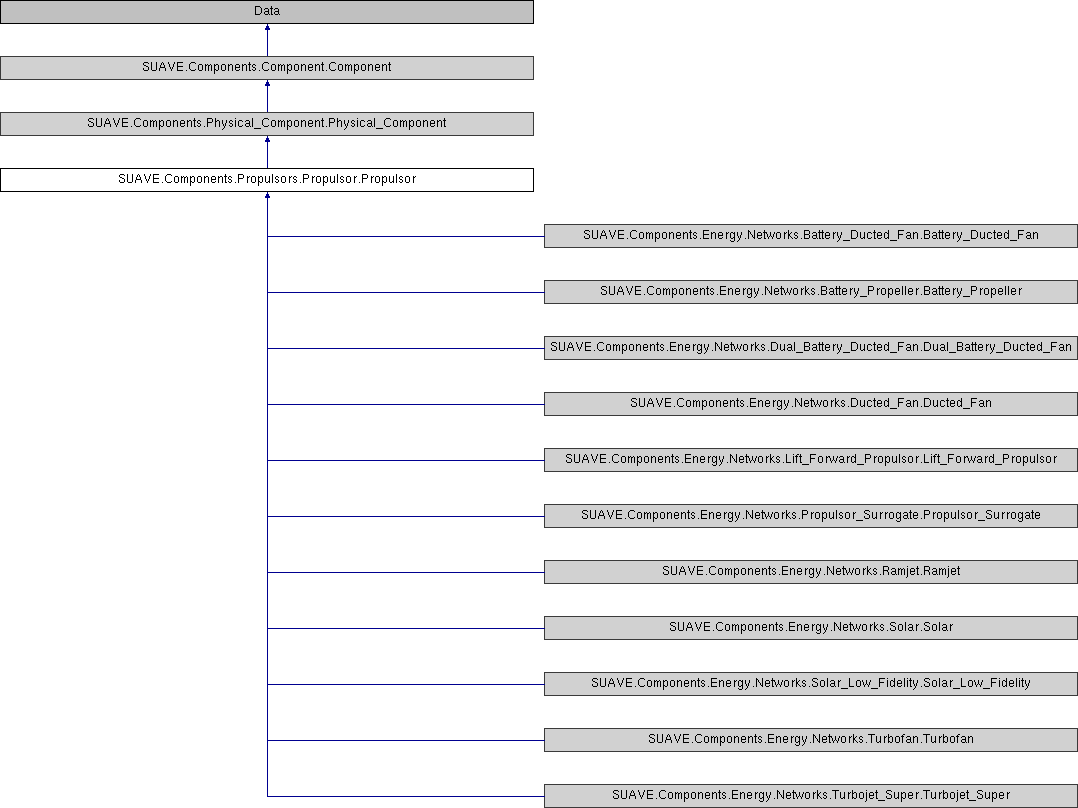 Data
SUAVE.Components.Component.Component
SUAVE.Components.Physical_Component.Physical_Component
SUAVE.Components.Propulsors.Propulsor.Propulsor
SUAVE.Components.Energy.Networks.Battery_Ducted_Fan.Battery_Ducted_Fan
SUAVE.Components.Energy.Networks.Battery_Propeller.Battery_Propeller
SUAVE.Components.Energy.Networks.Dual_Battery_Ducted_Fan.Dual_Battery_Ducted_Fan
SUAVE.Components.Energy.Networks.Ducted_Fan.Ducted_Fan
SUAVE.Components.Energy.Networks.Lift_Forward_Propulsor.Lift_Forward_Propulsor
SUAVE.Components.Energy.Networks.Propulsor_Surrogate.Propulsor_Surrogate
SUAVE.Components.Energy.Networks.Ramjet.Ramjet
SUAVE.Components.Energy.Networks.Solar.Solar
SUAVE.Components.Energy.Networks.Solar_Low_Fidelity.Solar_Low_Fidelity
SUAVE.Components.Energy.Networks.Turbofan.Turbofan
SUAVE.Components.Energy.Networks.Turbojet_Super.Turbojet_Super